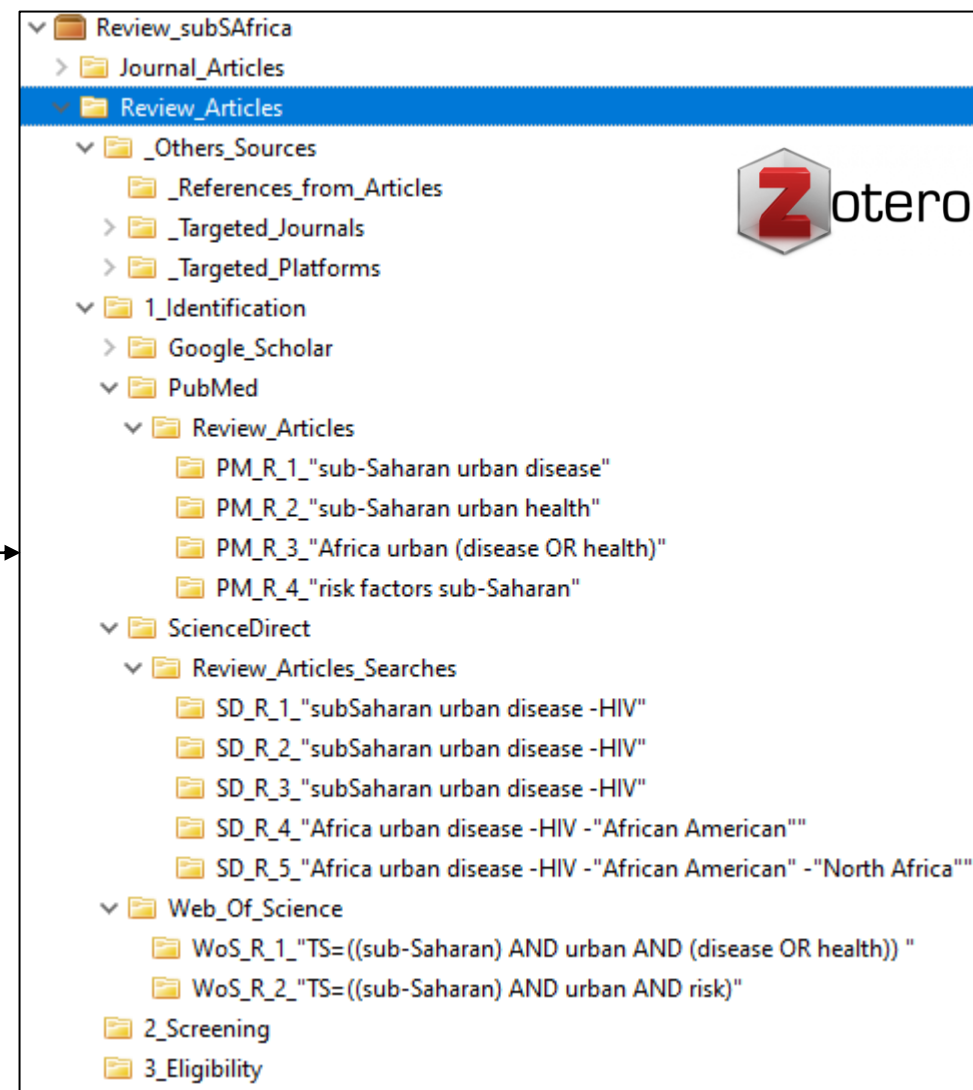 Review_subSAfrica
Journal_Articles
Review_Articles
_Others_Sources
_References_from_Articles
_Targeted_Journals
_Targeted_Platforms
Zotero
1_Identification
Google_Scholar
PubMed
Review_Articles
PM_R_1_"sub-Saharan urban disease"
PM_R_2_"sub-Saharan urban health"
PM_R_3_"Africa urban (disease OR health)"
PM_R_4_"risk factors sub-Saharan"
ScienceDirect
Review_Articles_Searches
SD_R_1_"subSaharan urban disease -HIV"
SD_R_2_"subSaharan urban disease -HIV"
SD_R_3_"subSaharan urban disease -HIV"
SD_R_4_"Africa urban disease -HIV -"African American""
SD_R_5_"Africa urban disease -HIV -"African American" -"North Africa""
Web_Of_Science
WoS_R_1_"TS=((sub-Saharan) AND urban AND (disease OR health)) "
WoS_R_2_"TS=((sub-Saharan) AND urban AND risk)"
2_Screening
3_Eligibility